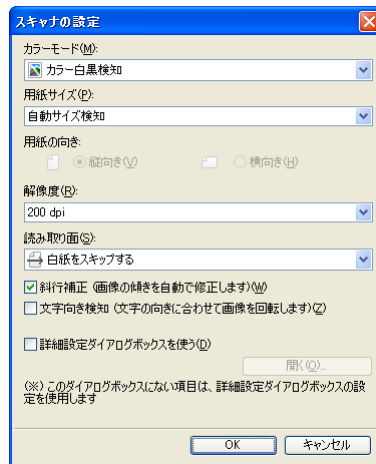 スキャナの設定
カラーモード(M):
カラー白黒検知
用紙サイズ(P):
自動サイズ検知
用紙の向き:
縦向き(V) 横向き(H)
解像度(R):
200 dpi
読み取り面(S):
白紙をスキップする
斜行補正 (画像の傾きを自動で修正します)(W)
文字向き検知 (文字の向きに合わせて画像を回転します)(Z)
詳細設定ダイアログボックスを使う(D)
開く(O)...
(※) このダイアログボックスにない項目は、詳細設定ダイアログボックスの設
定を使用します
OK キャンセル